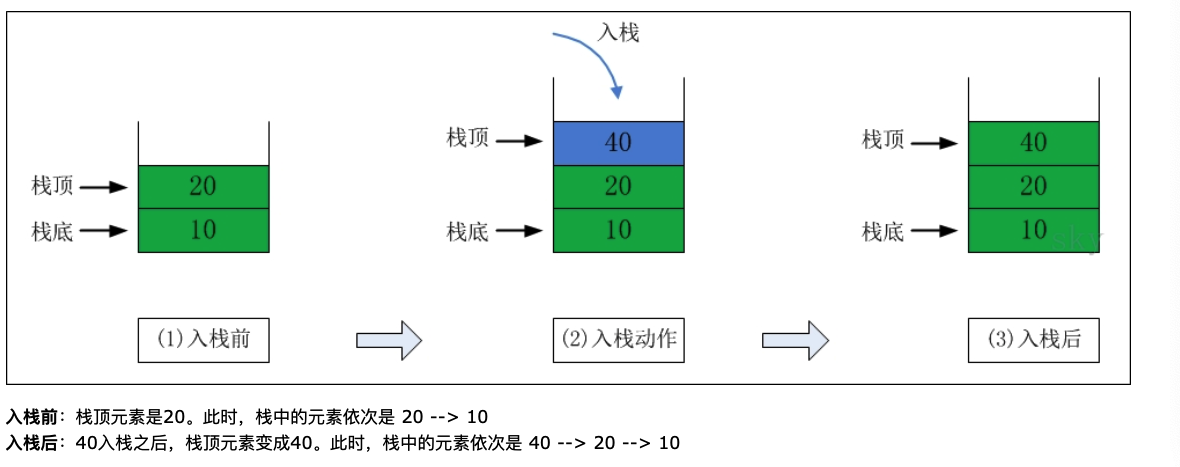 入栈
栈顶
40
栈顶
40
栈顶
20
20
20
栈底
10
栈底
10
栈底
10
sky
(1)入栈前
(2)入栈动作
(3)入栈后
入栈前：栈顶元素是20。此时，栈中的元素依次是 20 --> 10
入栈后：40入栈之后，栈顶元素变成40。此时，栈中的元素依次是 40 --> 20 --> 10